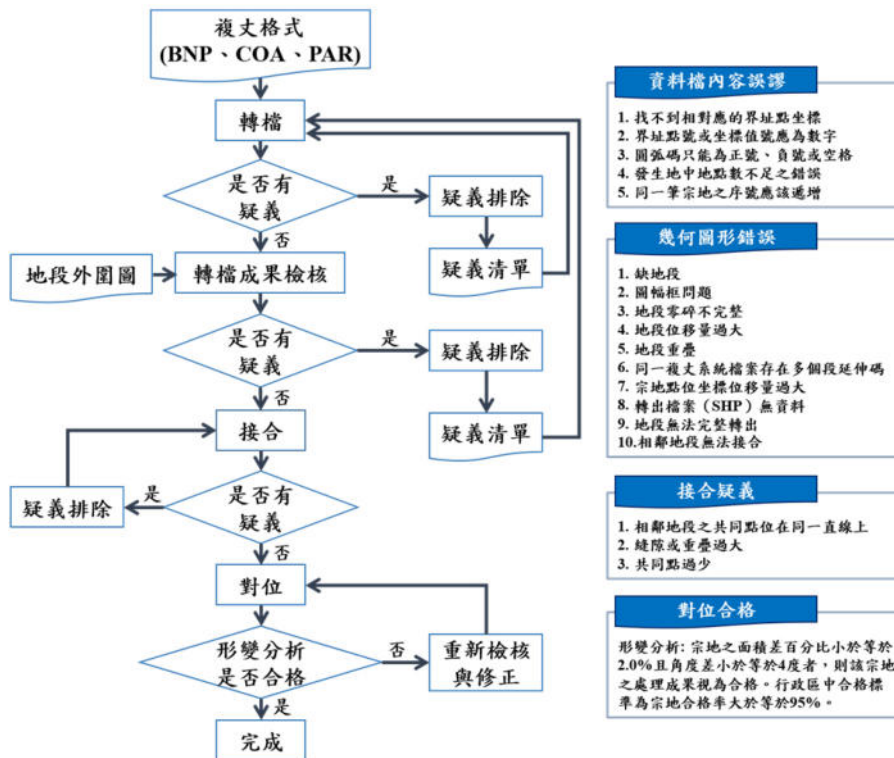 複丈格式
(BNP、COA、PAR)
轉檔
是否有
疑義
是
疑義排除
疑義清單
否
地段外圍圖
轉檔成果檢核
是否有
疑義
是
疑義排除
疑義清單
否
接合
是否有
疑義
是
疑義排除
否
對位
形變分析
是否合格
否
重新檢核
與修正
是
完成
資料檔內容誤謬
1. 找不到相對應的界址點坐標
2. 界址點號或坐標值號應為數字
3. 圓弧碼只能為正號、負號或空格
4. 發生地中地點數不足之錯誤
5. 同一筆宗地之序號應該遞增
幾何圖形錯誤
1. 缺地段
2. 圖幅框問題
3. 地段零碎不完整
4. 地段位移量過大
5. 地段重疊
6. 同一複丈系統檔案存在多個段延伸碼
7. 宗地點位坐標位移量過大
8. 轉出檔案（SHP）無資料
9. 地段無法完整轉出
10.相鄰地段無法接合
接合疑義
1. 相鄰地段之共同點位在同一直線上
2. 縫隙或重疊過大
3. 共同點過少
對位合格
形變分析: 宗地之面積差百分比小於等於
2.0%且角度差小於等於4度者，則該宗地
之處理成果視為合格。行政區中合格標
準為宗地合格率大於等於95%。